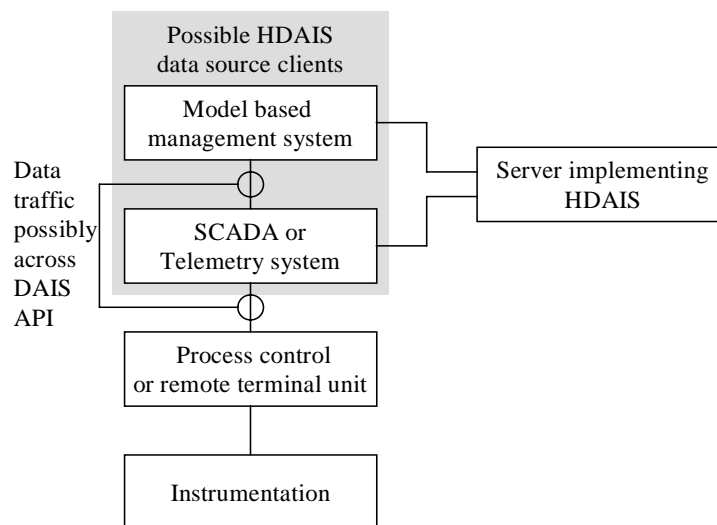 Possible HDAIS
data source clients
Model based
management system
Data
traffic
possibly
across
DAIS
API
Server implementing
HDAIS
SCADA or
Telemetry system
Process control
or remote terminal unit
Instrumentation